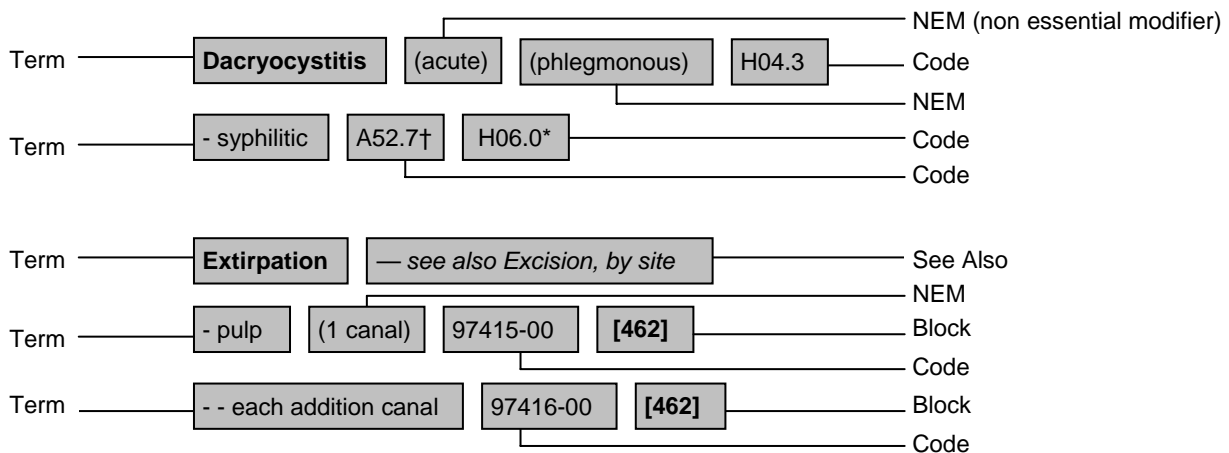 NEM (non essential modifier)
Term Dacryocystitis (acute) (phlegmonous) H04.3 Code
NEM
Term - syphilitic A52.7† H06.0* Code
Code
Term Extirpation — see also Excision, by site See Also
NEM
Term - pulp (1 canal) 97415-00 [462] Block
Code
Term - - each addition canal 97416-00 [462] Block
Code